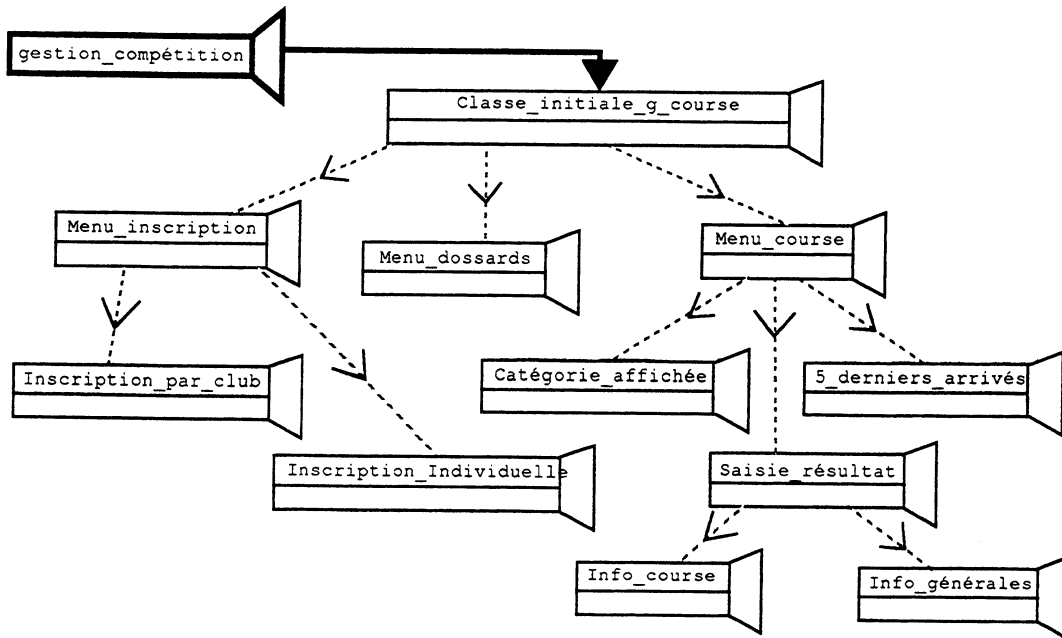 gestion_compétition
Classe_initiale_g_course
Menu_inscription
Menu_dossards
Menu_course
Inscription_par_club
Catégorie_affichée
5_derniers_arrivés
Inscription_Individuelle
Saisie_résultat
Info_course
Info_générales